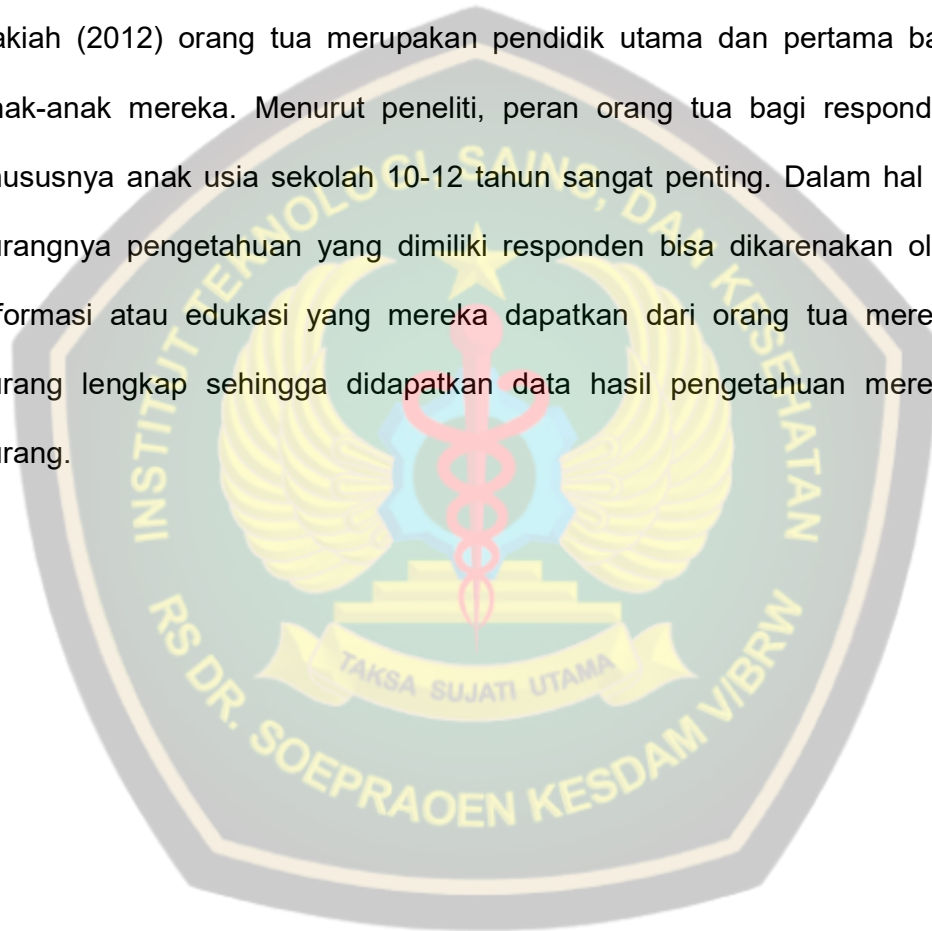 akiah (2012) orang tua merupakan pendidik utama dan pertama ba
nak-anak mereka. Menurut peneliti, peran orang tua bagi respond
nususnya anak usia sekolah 10-12 tahun sangat penting. Dalam hal
urangnya pengetahuan yang dimiliki responden bisa dikarenakan ol
formasi atau edukasi yang mereka dapatkan dari orang tua mere
urang lengkap sehingga didapatkan data hasil pengetahuan mere
urang.
INSTITUT TEKNOLOGI, SAINS, DAN KESEHATAN
TAKSA SUJATI UTAMA
RS DR. SOEPRAOEN KESDAM V/BRW